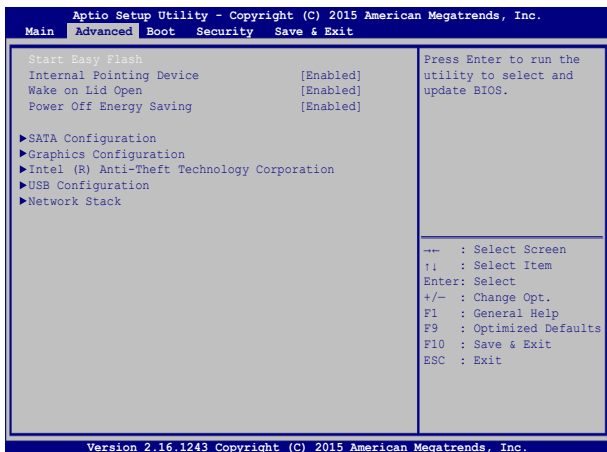 Aptio Setup Utility - Copyright (C) 2015 American Megatrends, Inc.
Main Advanced Boot Security Save & Exit
Start Easy Flash
Internal Pointing Device [Enabled]
Wake on Lid Open [Enabled]
Power Off Energy Saving [Enabled]
▶SATA Configuration
▶Graphics Configuration
▶Intel (R) Anti-Theft Technology Corporation
▶USB Configuration
▶Network Stack
Press Enter to run the
utility to select and
update BIOS.
→← : Select Screen
↑↓ : Select Item
Enter: Select
+/— : Change Opt.
F1 : General Help
F9 : Optimized Defaults
F10 : Save & Exit
ESC : Exit
Version 2.16.1243 Copyright (C) 2015 American Megatrends, Inc.